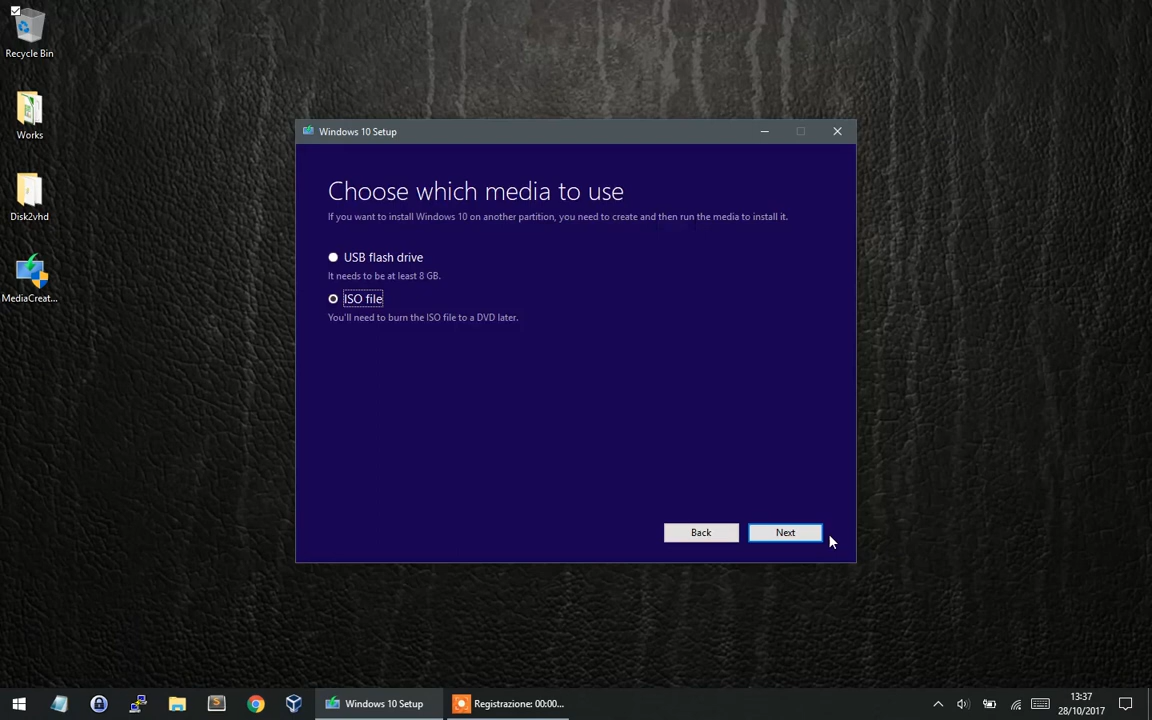 Recycle Bin
Works
Disk2vhd
MediaCreat...
Windows 10 Setup
Choose which media to use
If you want to install Windows 10 on another partition, you need to create and then run the media to install it.
USB flash drive
It needs to be at least 8 GB.
ISO file
You'll need to burn the ISO file to a DVD later.
Back
Next
S
Windows 10 Setup
Registrazione: 00:00...
13:37
28/10/2017